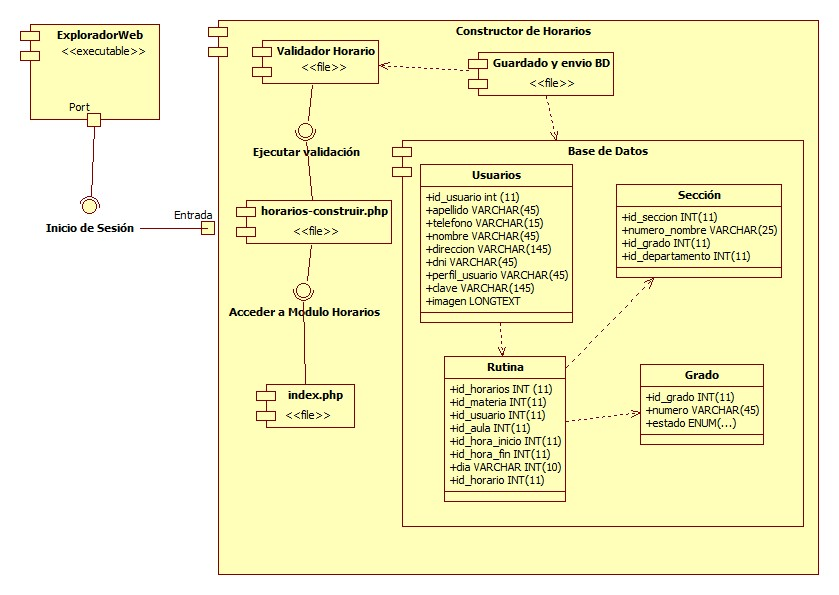 ExploradorWeb
<<executable>>
Port
Inicio de Sesión
Entrada
Constructor de Horarios
Validador Horario
<<file>>
Guardado y envio BD
<<file>>
Ejecutar validación
horarios-construir.php
<<file>>
Acceder a Modulo Horarios
index.php
<<file>>
Base de Datos
Usuarios
+id_usuario int (11)
+apellido VARCHAR(45)
+telefono VARCHAR(15)
+nombre VARCHAR(45)
+direccion VARCHAR(145)
+dni VARCHAR(45)
+perfil_usuario VARCHAR(45)
+clave VARCHAR(145)
+imagen LONGTEXT
Sección
+id_seccion INT(11)
+numero_nombre VARCHAR(25)
+id_grado INT(11)
+id_departamento INT(11)
Rutina
+id_horarios INT (11)
+id_materia INT(11)
+id_usuario INT(11)
+id_aula INT(11)
+id_hora_inicio INT(11)
+id_hora_fin INT(11)
+dia VARCHAR INT(10)
+id_horario INT(11)
Grado
+id_grado INT(11)
+numero VARCHAR(45)
+estado ENUM(...)